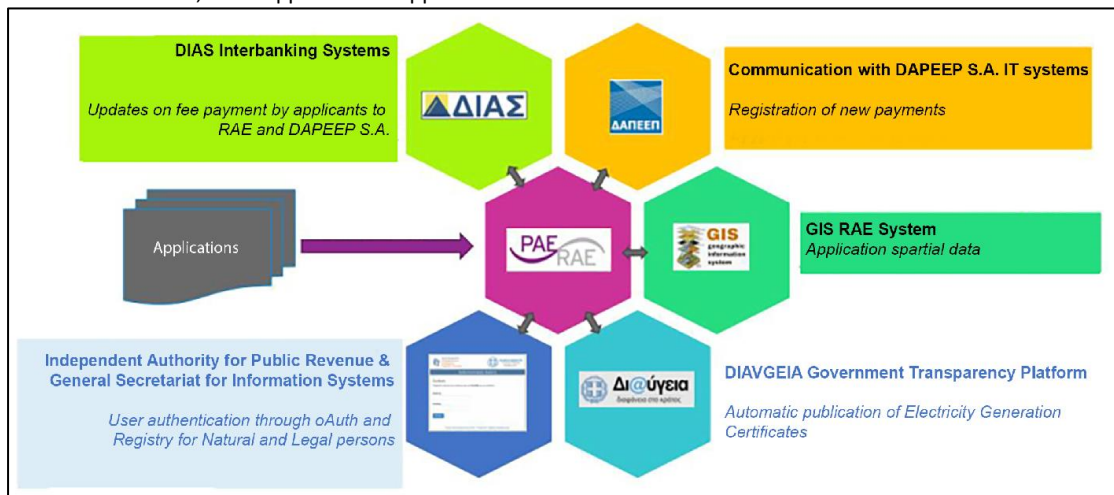 DIAS Interbanking Systems
Updates on fee payment by applicants to
RAE and DAPEEP S.A.
ΔΙΑΣ
ΔΑΠΕΕΠ
Communication with DAPEEP S.A. IT systems
Registration of new payments
Applications
ΡΑΕ
RAE
GIS
geographic
information
system
GIS RAE System
Application spartial data
Independent Authority for Public Revenue &
General Secretariat for Information Systems
User authentication through oAuth and
Registry for Natural and Legal persons
Δι@ύγεια
διαφάνεια στο κράτος
DIAVGEIA Government Transparency Platform
Automatic publication of Electricity Generation
Certificates